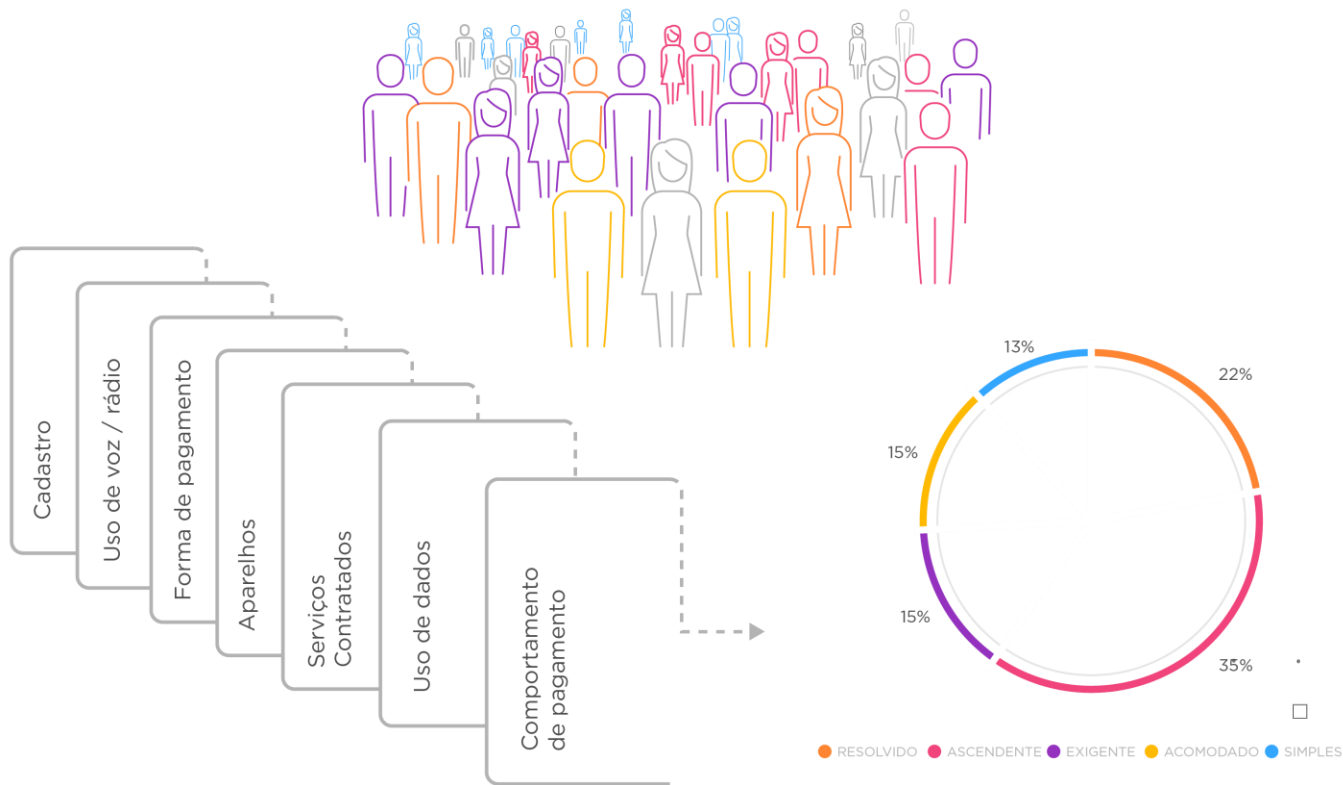 Cadastro
Uso de voz / rádio
Forma de pagamento
Aparelhos
Serviços
Contratados
Uso de dados
Comportamento
de pagamento
13%
22%
15%
15%
35%
RESOLVIDO
ASCENDENTE
EXIGENTE
ACOMODADO
SIMPLES